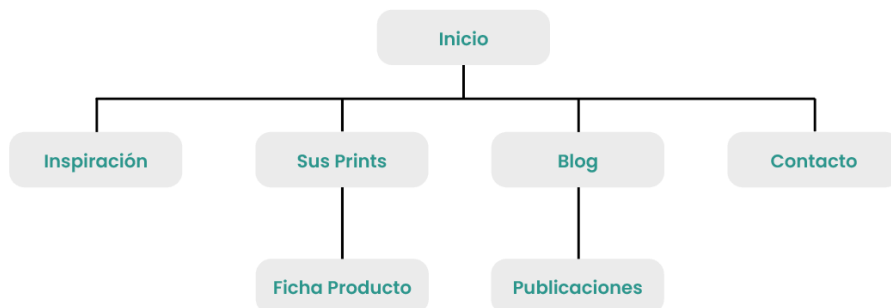 Inicio
Inspiración
Sus Prints
Blog
Contacto
Ficha Producto
Publicaciones